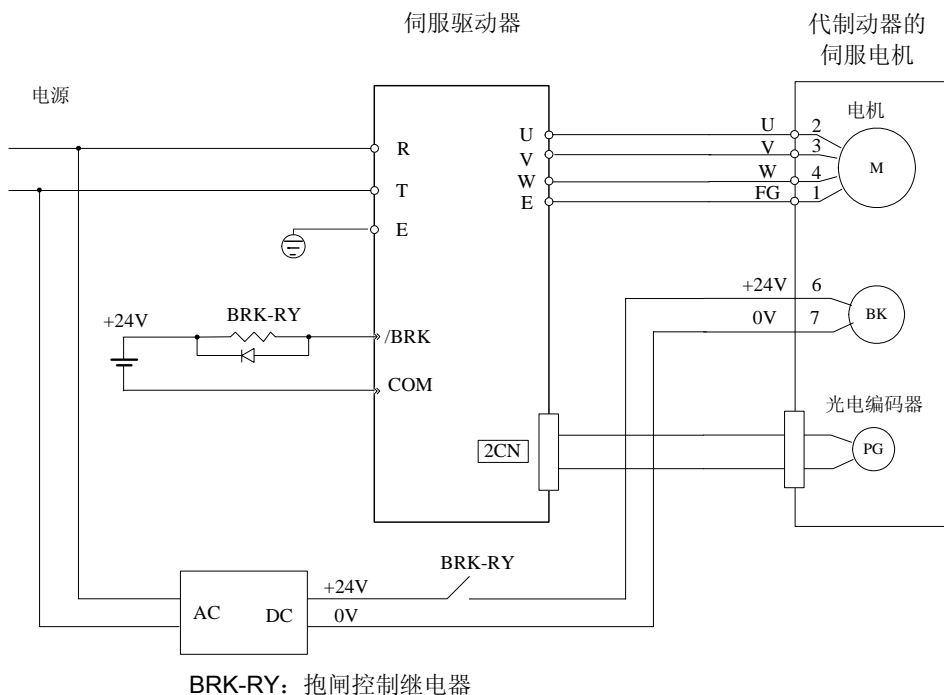 伺服驱动器
代制动器的
伺服电机
电源
电机
R
T
E
U
V
W
E
U 2
V 3
W 4
FG 1
M
+24V
BRK-RY
/BRK
COM
+24V 6
0V 7
BK
光电编码器
2CN
PG
AC
DC
+24V
0V
BRK-RY
BRK-RY：抱闸控制继电器